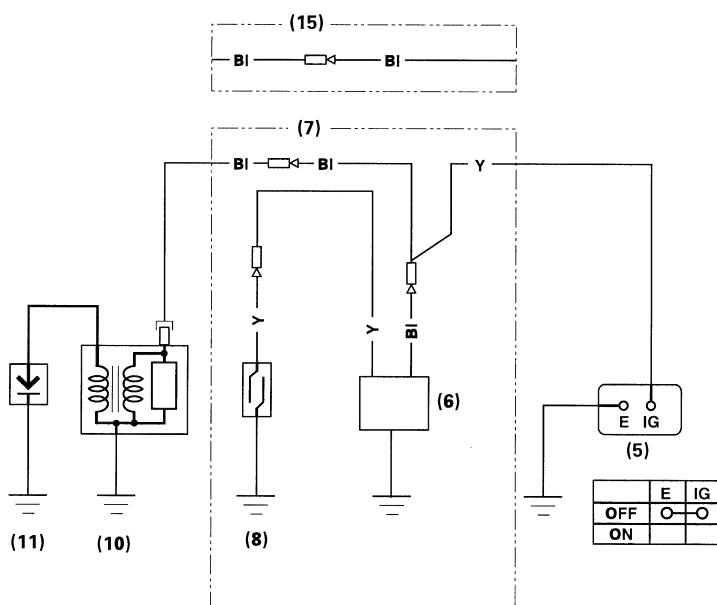 (15)
Bl Bl
(7)
Bl Bl Y
Y Y Bl
(6)
E IG
(5)
E IG
OFF
ON
(11) (10) (8)